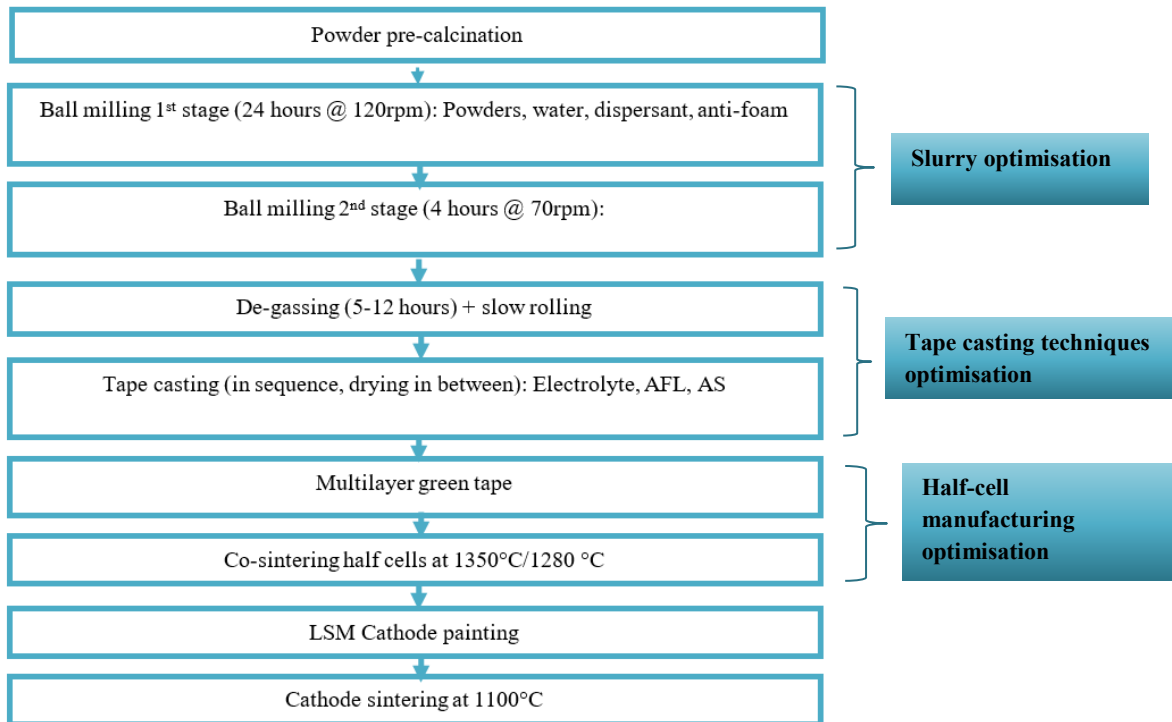 Powder pre-calcination
Ball milling 1st stage (24 hours @ 120rpm): Powders, water, dispersant, anti-foam
Ball milling 2nd stage (4 hours @ 70rpm):
Slurry optimisation
De-gassing (5-12 hours) + slow rolling
Tape casting (in sequence, drying in between): Electrolyte, AFL, AS
Tape casting techniques
optimisation
Multilayer green tape
Co-sintering half cells at 1350°C/1280 °C
Half-cell
manufacturing
optimisation
LSM Cathode painting
Cathode sintering at 1100°C